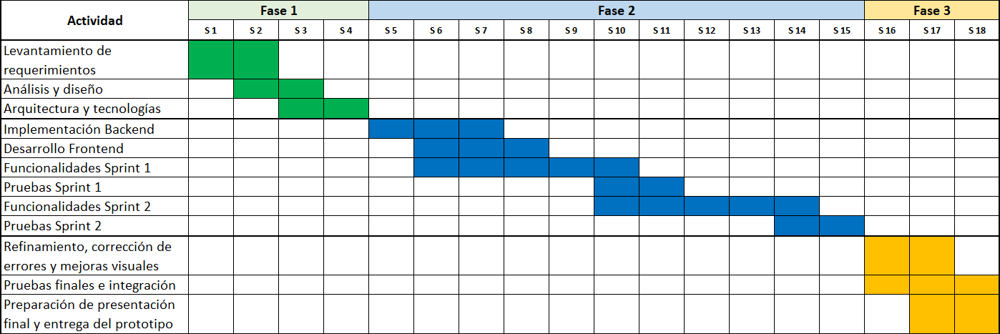 Actividad
Fase 1
Fase 2
Fase 3
S 1 S 2 S 3 S 4 S 5 S 6 S 7 S 8 S 9 S 10 S 11 S 12 S 13 S 14 S 15 S 16 S 17 S 18
Levantamiento de
requerimientos
Análisis y diseño
Arquitectura y tecnologías
Implementación Backend
Desarrollo Frontend
Funcionalidades Sprint 1
Pruebas Sprint 1
Funcionalidades Sprint 2
Pruebas Sprint 2
Refinamiento, corrección de
errores y mejoras visuales
Pruebas finales e integración
Preparación de presentación
final y entrega del prototipo